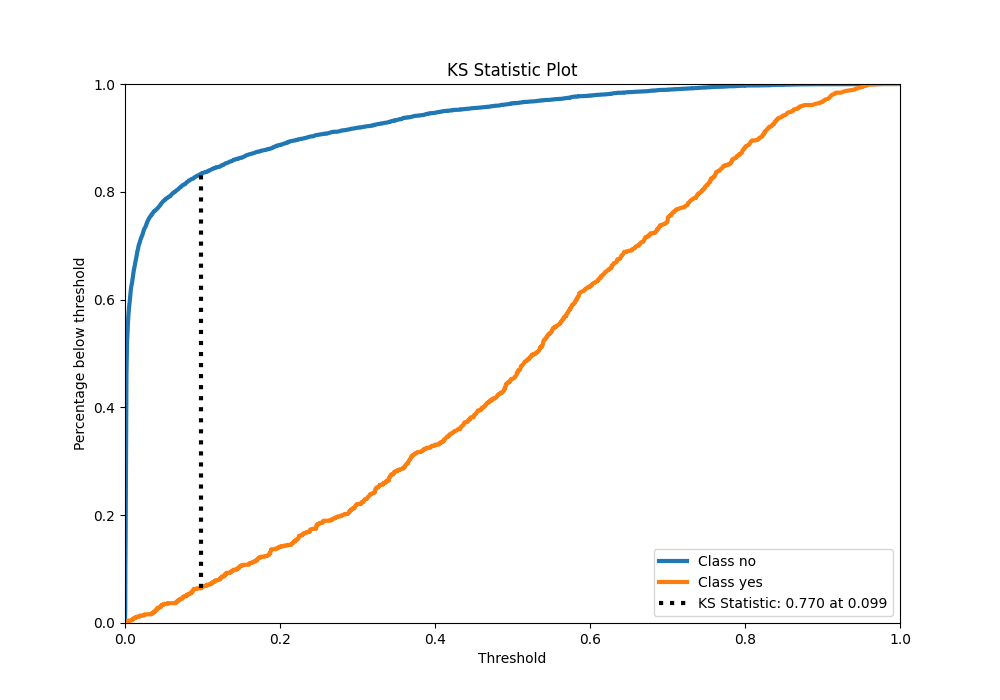 KS Statistic Plot
1.0
0.8
0.6
0.4
0.2
0.0
Percentage below threshold
0.0 0.2 0.4 0.6 0.8 1.0
Threshold
Class no
Class yes
KS Statistic: 0.770 at 0.099